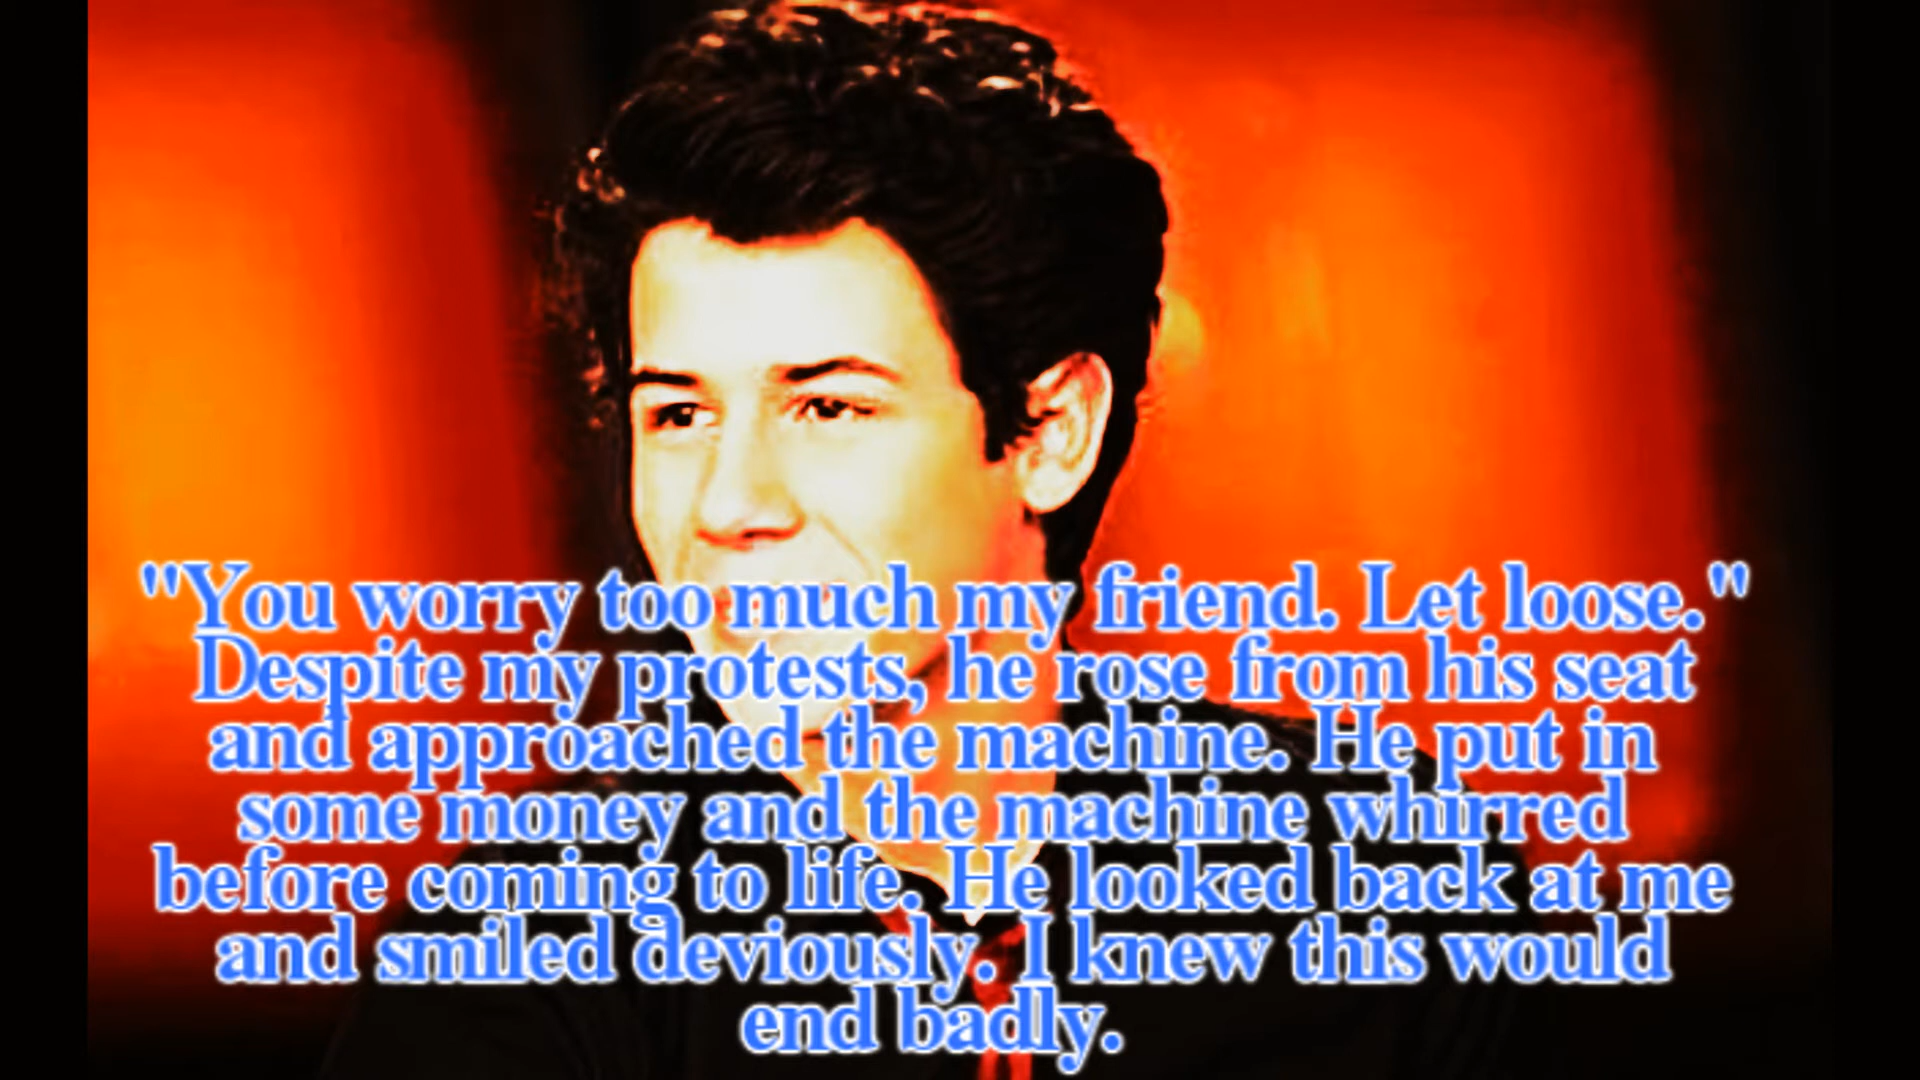 "You worry too much my friend. Let loose."
Despite my protests, he rose from his seat
and approached the machine. He put in
some money and the machine whirred
before coming to life. He looked back at me
and smiled deviously. I knew this would
end badly.